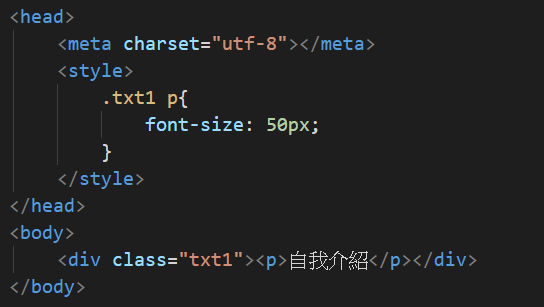 <head>
    <meta charset="utf-8"></meta>
    <style>
        .txt1 p{
            font-size: 50px;
        }
    </style>
</head>
<body>
    <div class="txt1"><p>自我介紹</p></div>
</body>